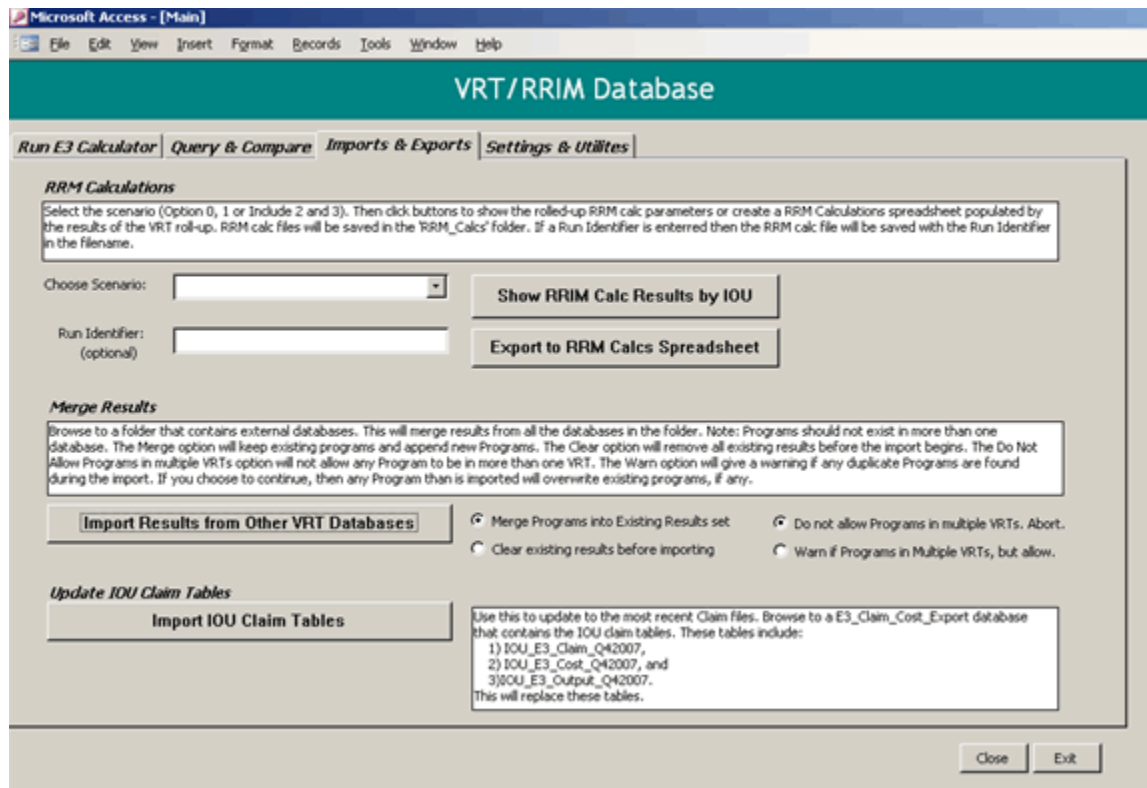 Microsoft Access - [Main]
File Edit View Insert Format Records Tools Window Help
VRT/RRIM Database
Run E3 Calculator Query & Compare Imports & Exports Settings & Utilites
RRM Calculations
Select the scenario (Option 0, 1 or Include 2 and 3). Then click buttons to show the rolled-up RRM calc parameters or create a RRM Calculations spreadsheet populated by
the results of the VRT roll-up. RRM calc files will be saved in the 'RRM_Calcs' folder. If a Run Identifier is enterred then the RRM calc file will be saved with the Run Identifier
in the filename.
Choose Scenario:
Show RRIM Calc Results by IOU
Run Identifier:
(optional)
Export to RRM Calcs Spreadsheet
Merge Results
Browse to a folder that contains external databases. This will merge results from all the databases in the folder. Note: Programs should not exist in more than one
database. The Merge option will keep existing programs and append new Programs. The Clear option will remove all existing results before the import begins. The Do Not
Allow Programs in multiple VRTs option will not allow any Program to be in more than one VRT. The Warn option will give a warning if any duplicate Programs are found
during the import. If you choose to continue, then any Program than is imported will overwrite existing programs, if any.
Import Results from Other VRT Databases
Merge Programs into Existing Results set
Do not allow Programs in multiple VRTs. Abort.
Clear existing results before importing
Warn if Programs in Multiple VRTs, but allow.
Update IOU Claim Tables
Import IOU Claim Tables
Use this to update to the most recent Claim files. Browse to a E3_Claim_Cost_Export database
that contains the IOU claim tables. These tables include:
1) IOU_E3_Claim_Q42007,
2) IOU_E3_Cost_Q42007, and
3)IOU_E3_Output_Q42007.
This will replace these tables.
Close Exit